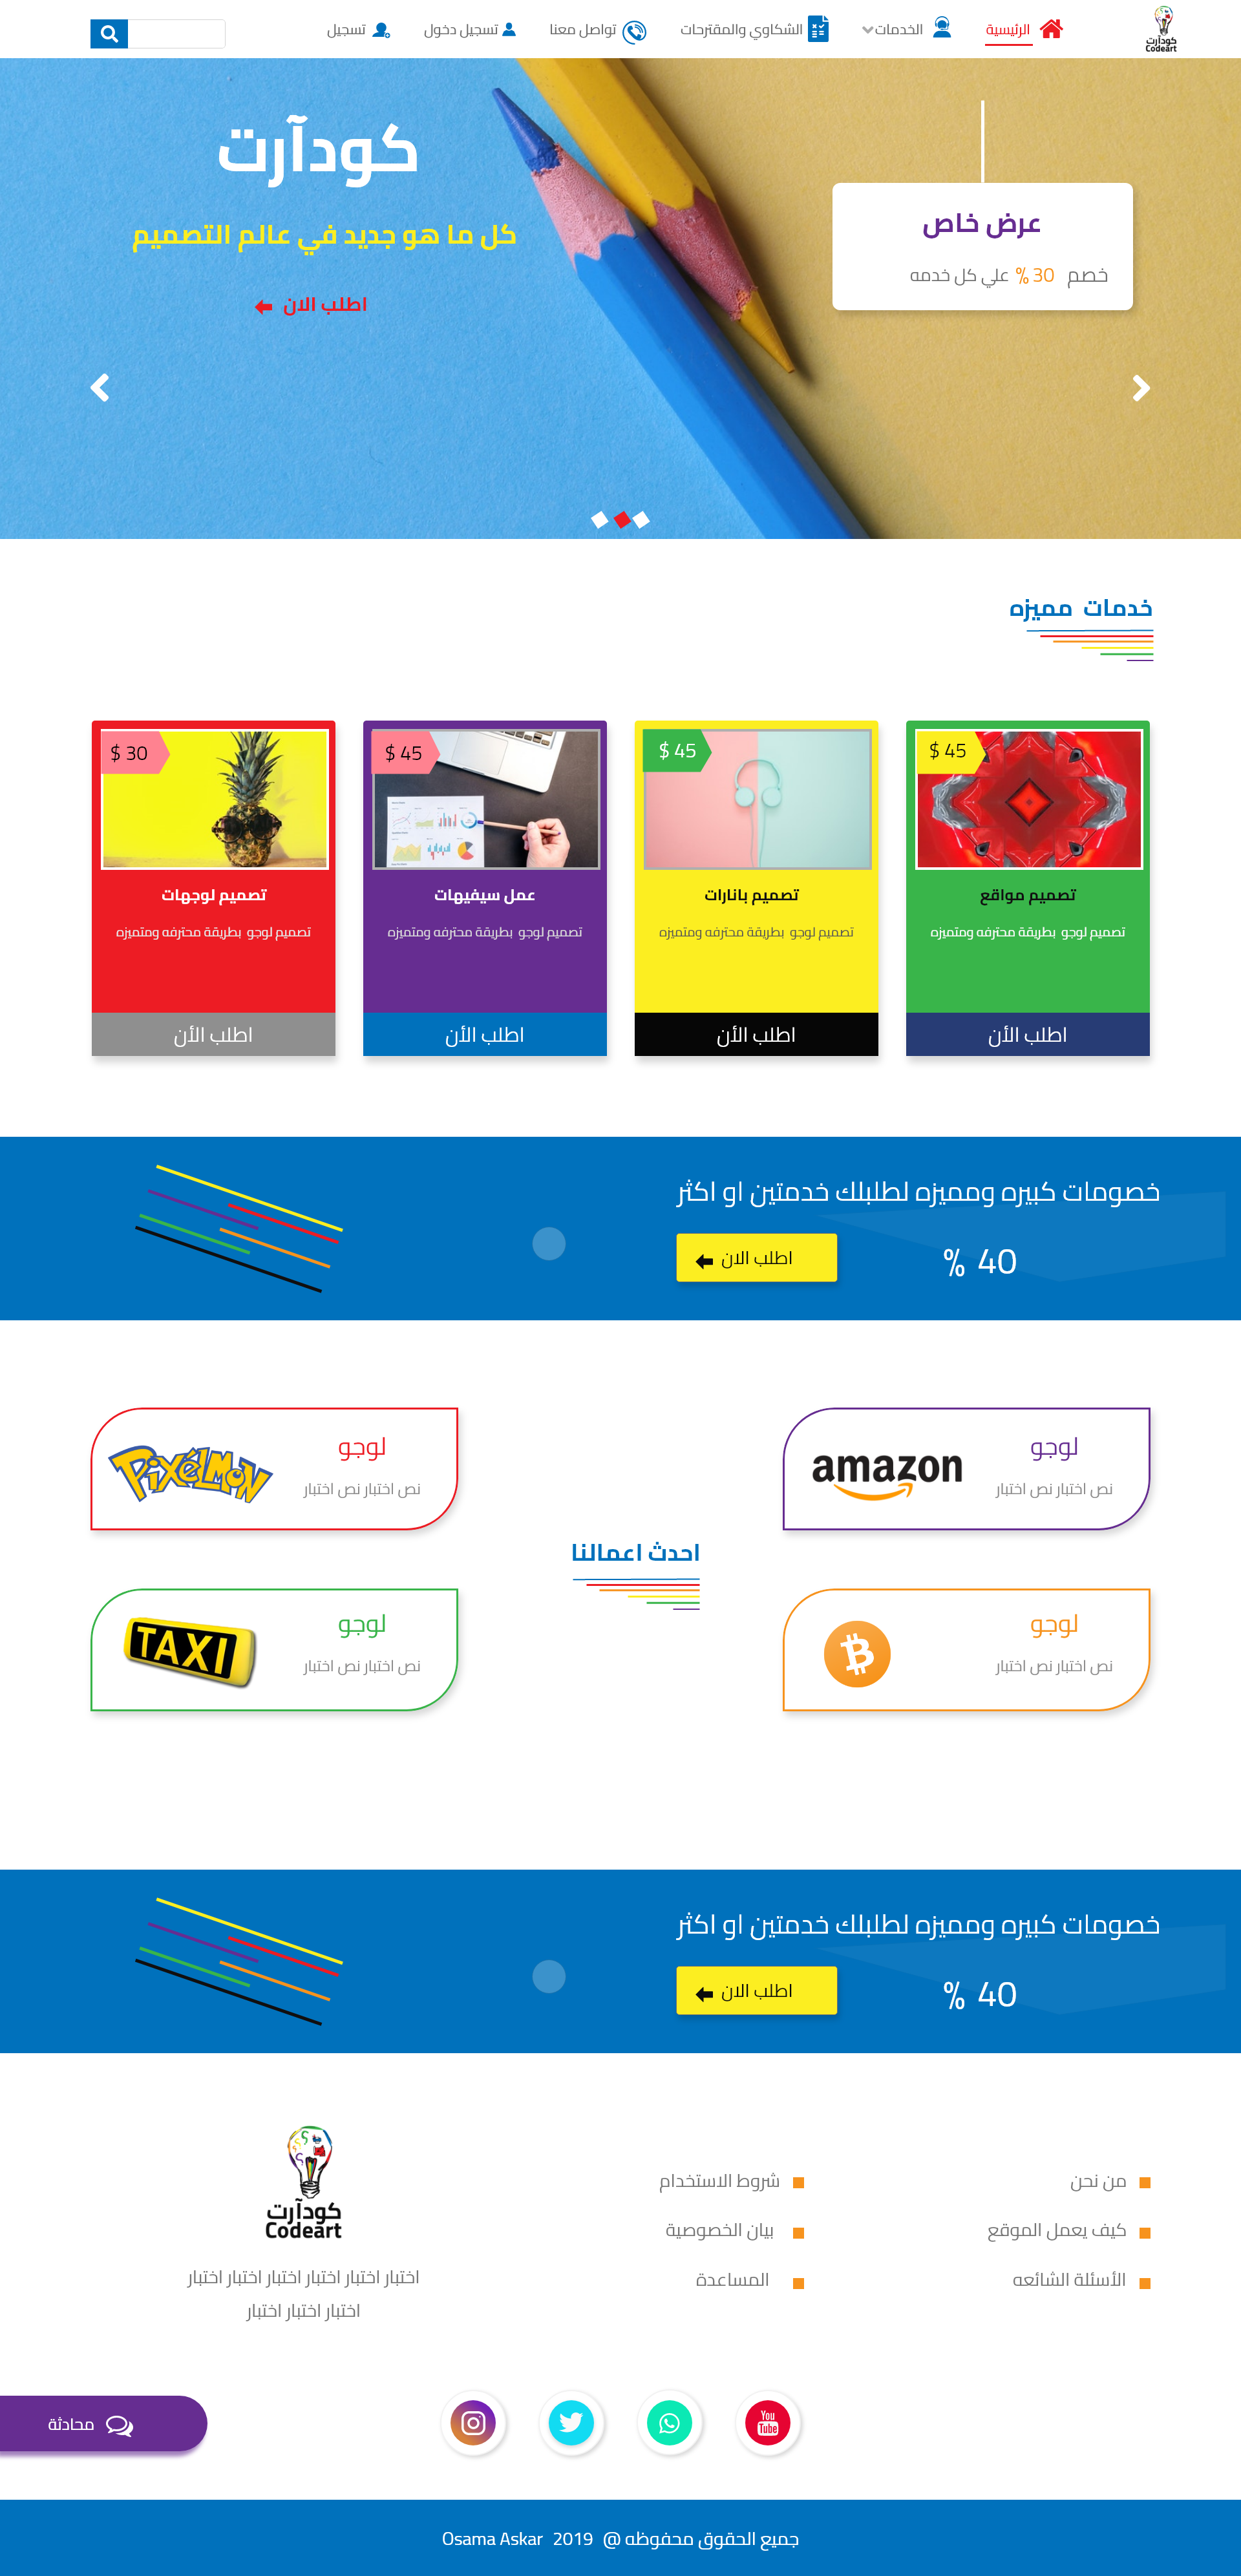 كودآرت
Codeart
الرئيسية
الخدمات
الشكاوي والمقترحات
تواصل معنا
تسجيل دخول
تسجيل
عرض خاص
خصم 30 % علي كل خدمه
كودآرت
كل ما هو جديد في عالم التصميم
اطلب الان
خدمات مميزه
45 $
تصميم مواقع
تصميم لوجو بطريقة محترفه ومتميزه
اطلب الأن
45 $
تصميم بانارات
تصميم لوجو بطريقة محترفه ومتميزه
اطلب الأن
45 $
عمل سيفيهات
تصميم لوجو بطريقة محترفه ومتميزه
اطلب الأن
30 $
تصميم لوجهات
تصميم لوجو بطريقة محترفه ومتميزه
اطلب الأن
خصومات كبيره ومميزه لطلبلك خدمتين او اكثر
40 %
اطلب الان
لوجو
نص اختبار نص اختبار
amazon
لوجو
نص اختبار نص اختبار
Pixelmon
احدث اعمالنا
لوجو
نص اختبار نص اختبار
لوجو
نص اختبار نص اختبار
TAXI
خصومات كبيره ومميزه لطلبلك خدمتين او اكثر
40 %
اطلب الان
من نحن
كيف يعمل الموقع
الأسئلة الشائعه
شروط الاستخدام
بيان الخصوصية
المساعدة
كودآرت
Codeart
اختبار اختبار اختبار اختبار اختبار اختبار
اختبار اختبار اختبار
You
Tube
محادثة
جميع الحقوق محفوظه @ 2019 Osama Askar